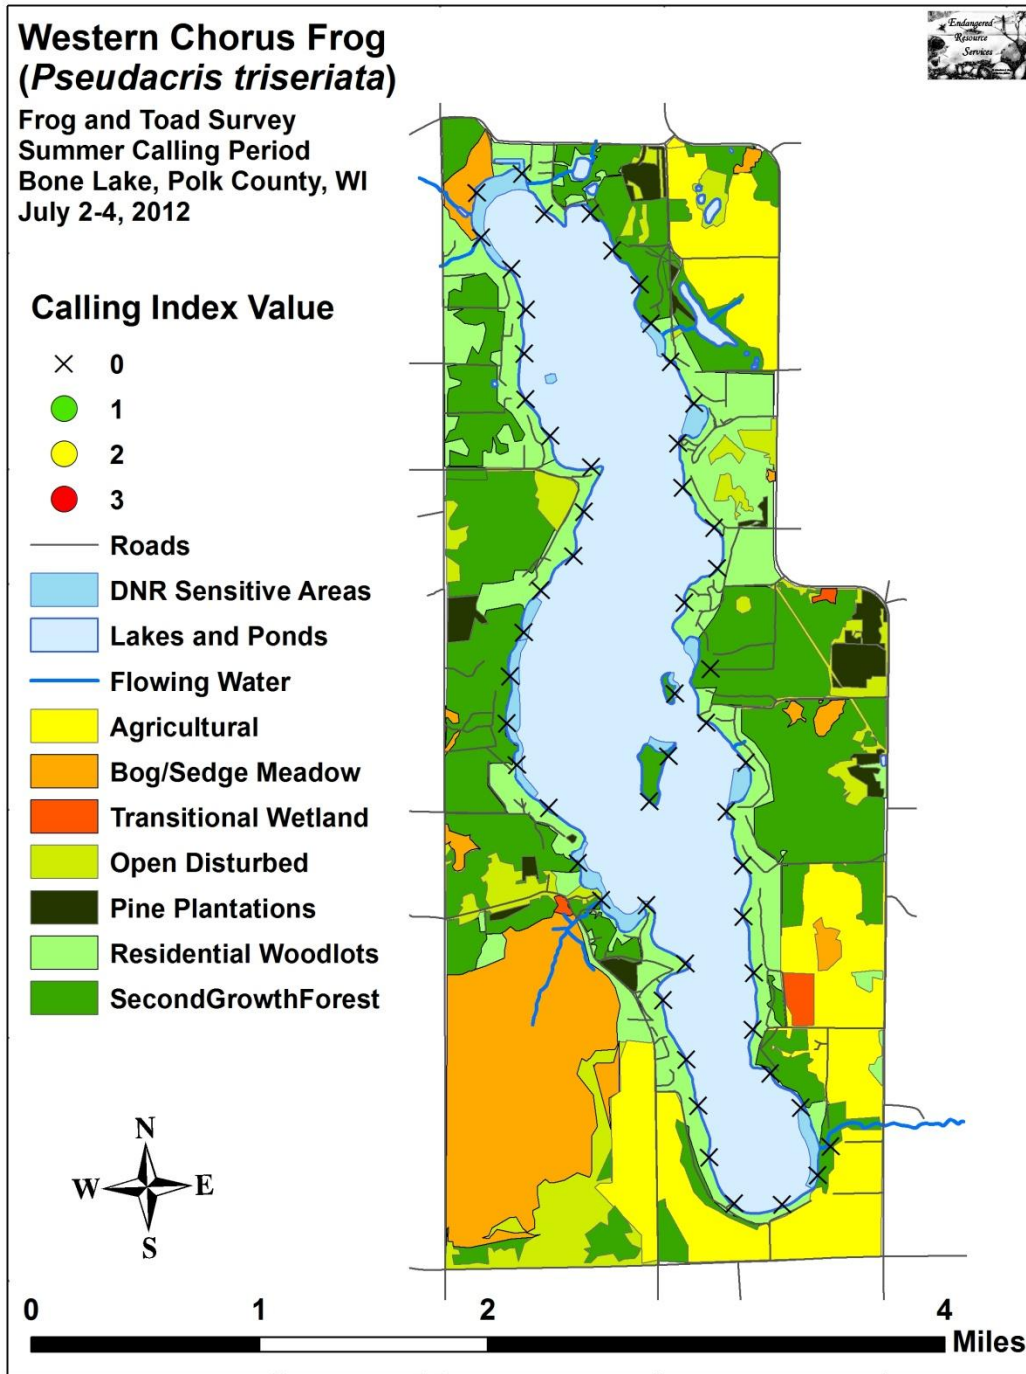 Western Chorus Frog
(Pseudacris triseriata)
Frog and Toad Survey
Summer Calling Period
Bone Lake, Polk County, WI
July 2-4, 2012
Endangered
Resource
Services
Calling Index Value
0
1
2
3
Roads
DNR Sensitive Areas
Lakes and Ponds
Flowing Water
Agricultural
Bog/Sedge Meadow
Transitional Wetland
Open Disturbed
Pine Plantations
Residential Woodlots
SecondGrowthForest
N
W E
S
0 1 2 4
Miles